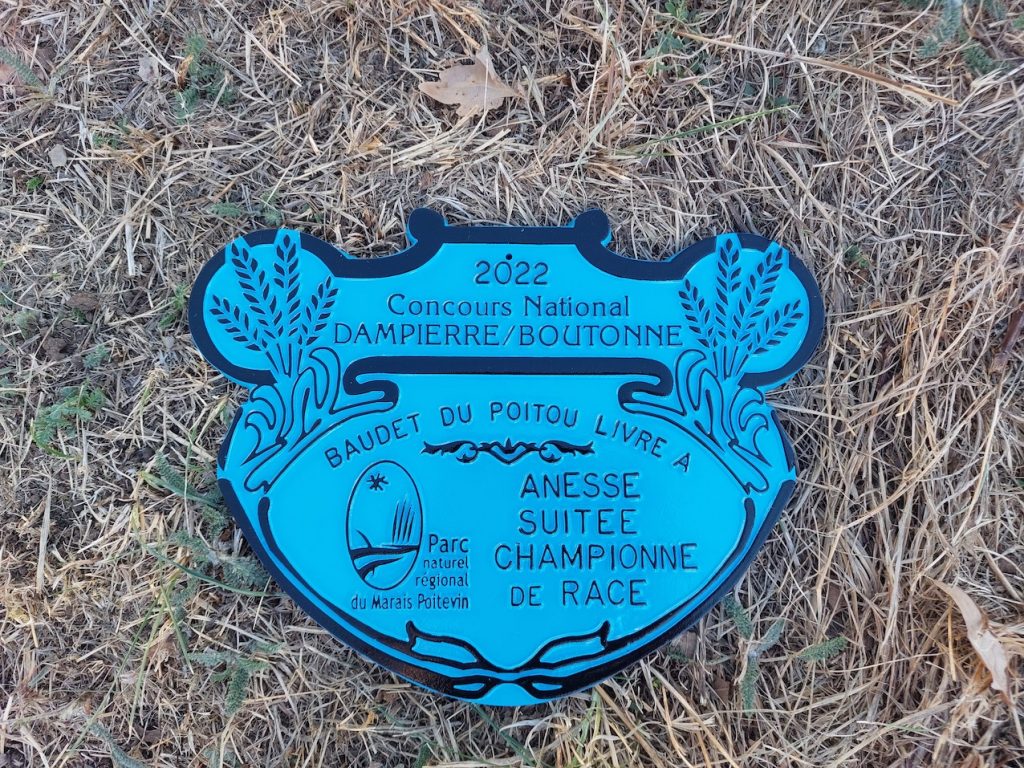 2022
Concours National
DAMPIERRE/BOUTONNE
BAUDET DU POITOU LIVRE A
ANESSE
SUITEE
CHAMPIONNE
DE RACE
Parc
naturel
régional
du Marais Poitevin